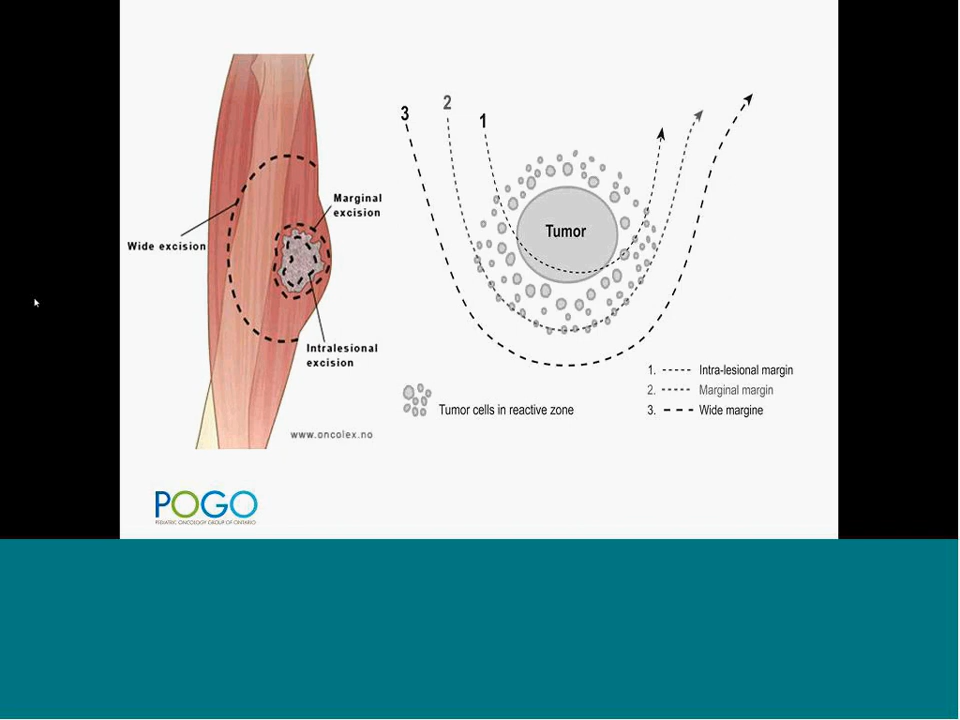 Marginal
excision
Wide excision
Intralesional
excision
www.oncolex.no
3
2
1
Tumor
Tumor cells in reactive zone
1. Intra-lesional margin
2. Marginal margin
3. Wide margine
POGO
PEDIATRIC ONCOLOGY GROUP OF ONTARIO